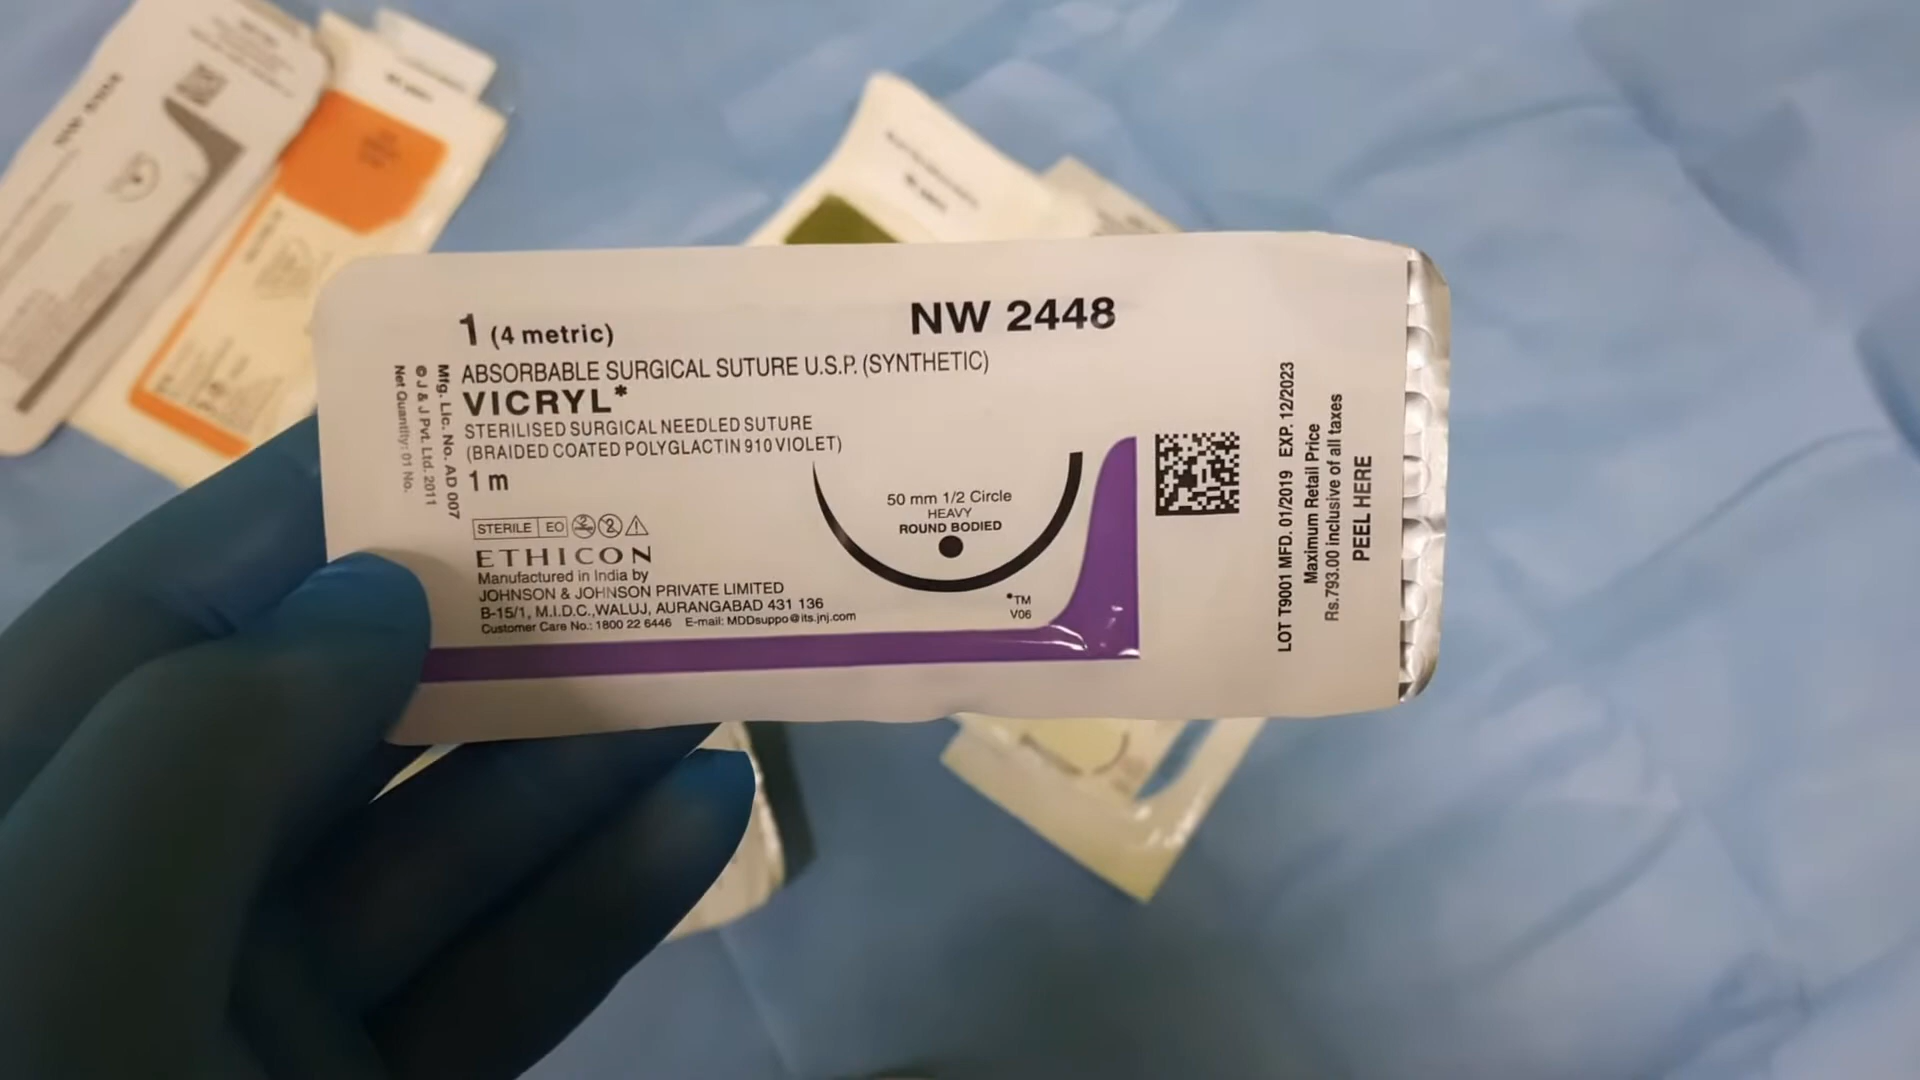 1 (4 metric)
NW 2448
ABSORBABLE SURGICAL SUTURE U.S.P. (SYNTHETIC)
VICRYL*
STERILISED SURGICAL NEEDLED SUTURE
(BRAIDED COATED POLYGLACTIN 910 VIOLET)
1 m
STERILE EO
ETHICON
Manufactured in India by
JOHNSON & JOHNSON PRIVATE LIMITED
B-15/1, M.I.D.C., WALUJ, AURANGABAD 431 136
Customer Care No.: 1800 22 6446 E-mail: MDDsuppo@its.jnj.com
Mfg. Lic. No. AD 007
© J & J Pvt. Ltd. 2011
Net Quantity: 01 No.
50 mm 1/2 Circle
HEAVY
ROUND BODIED
*TM
V06
LOT T9001 MFD. 01/2019 EXP. 12/2023
Maximum Retail Price
Rs.793.00 inclusive of all taxes
PEEL HERE